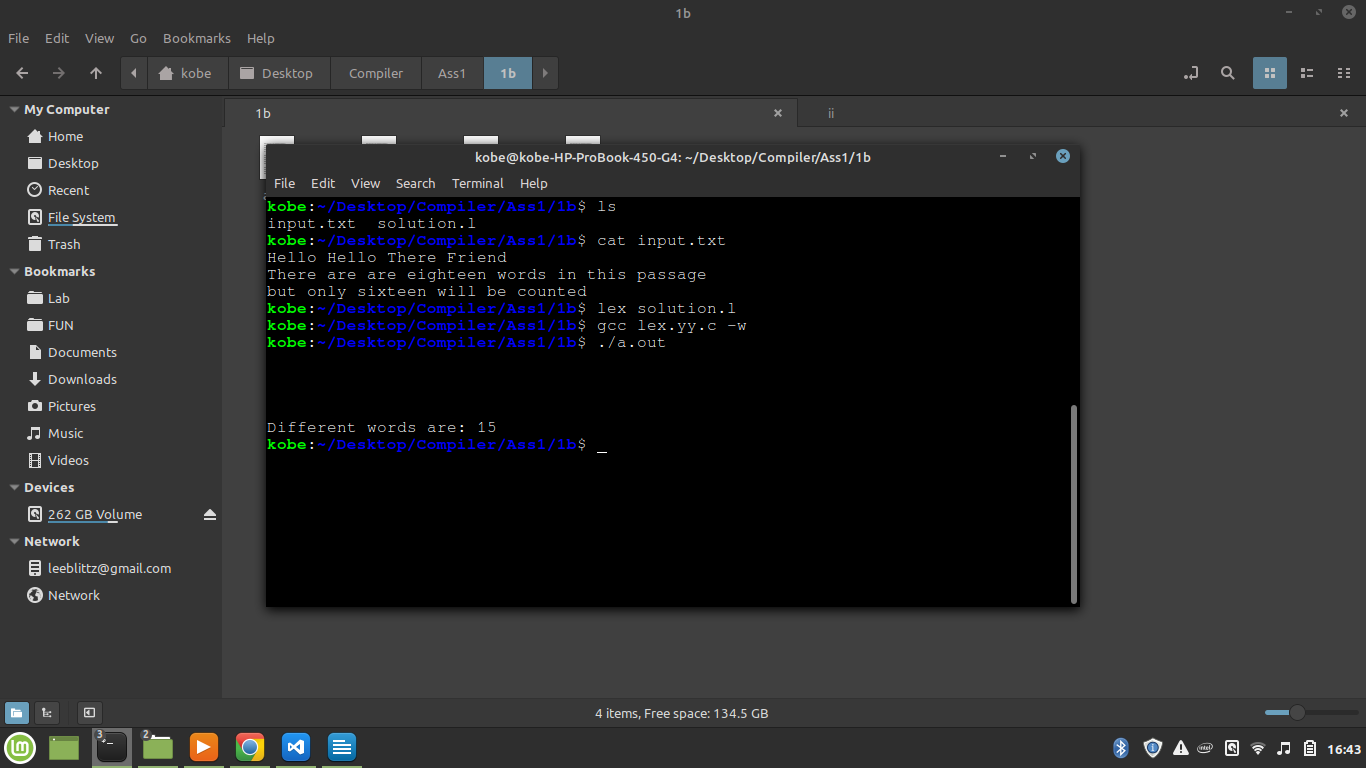 1b
File Edit View Go Bookmarks Help
kobe Desktop Compiler Ass1 1b
My Computer
Home
Desktop
Recent
File System
Trash
Bookmarks
Lab
FUN
Documents
Downloads
Pictures
Music
Videos
Devices
262 GB Volume
Network
leeblittz@gmail.com
Network
1b ii
kobe@kobe-HP-ProBook-450-G4: ~/Desktop/Compiler/Ass1/1b
File Edit View Search Terminal Help
kobe:~/Desktop/Compiler/Ass1/1b$ ls
input.txt  solution.l
kobe:~/Desktop/Compiler/Ass1/1b$ cat input.txt
Hello Hello There Friend
There are are eighteen words in this passage
but only sixteen will be counted
kobe:~/Desktop/Compiler/Ass1/1b$ lex solution.l
kobe:~/Desktop/Compiler/Ass1/1b$ gcc lex.yy.c -w
kobe:~/Desktop/Compiler/Ass1/1b$ ./a.out
Different words are: 15
kobe:~/Desktop/Compiler/Ass1/1b$ _
4 items, Free space: 134.5 GB
3 2 intel 16:43